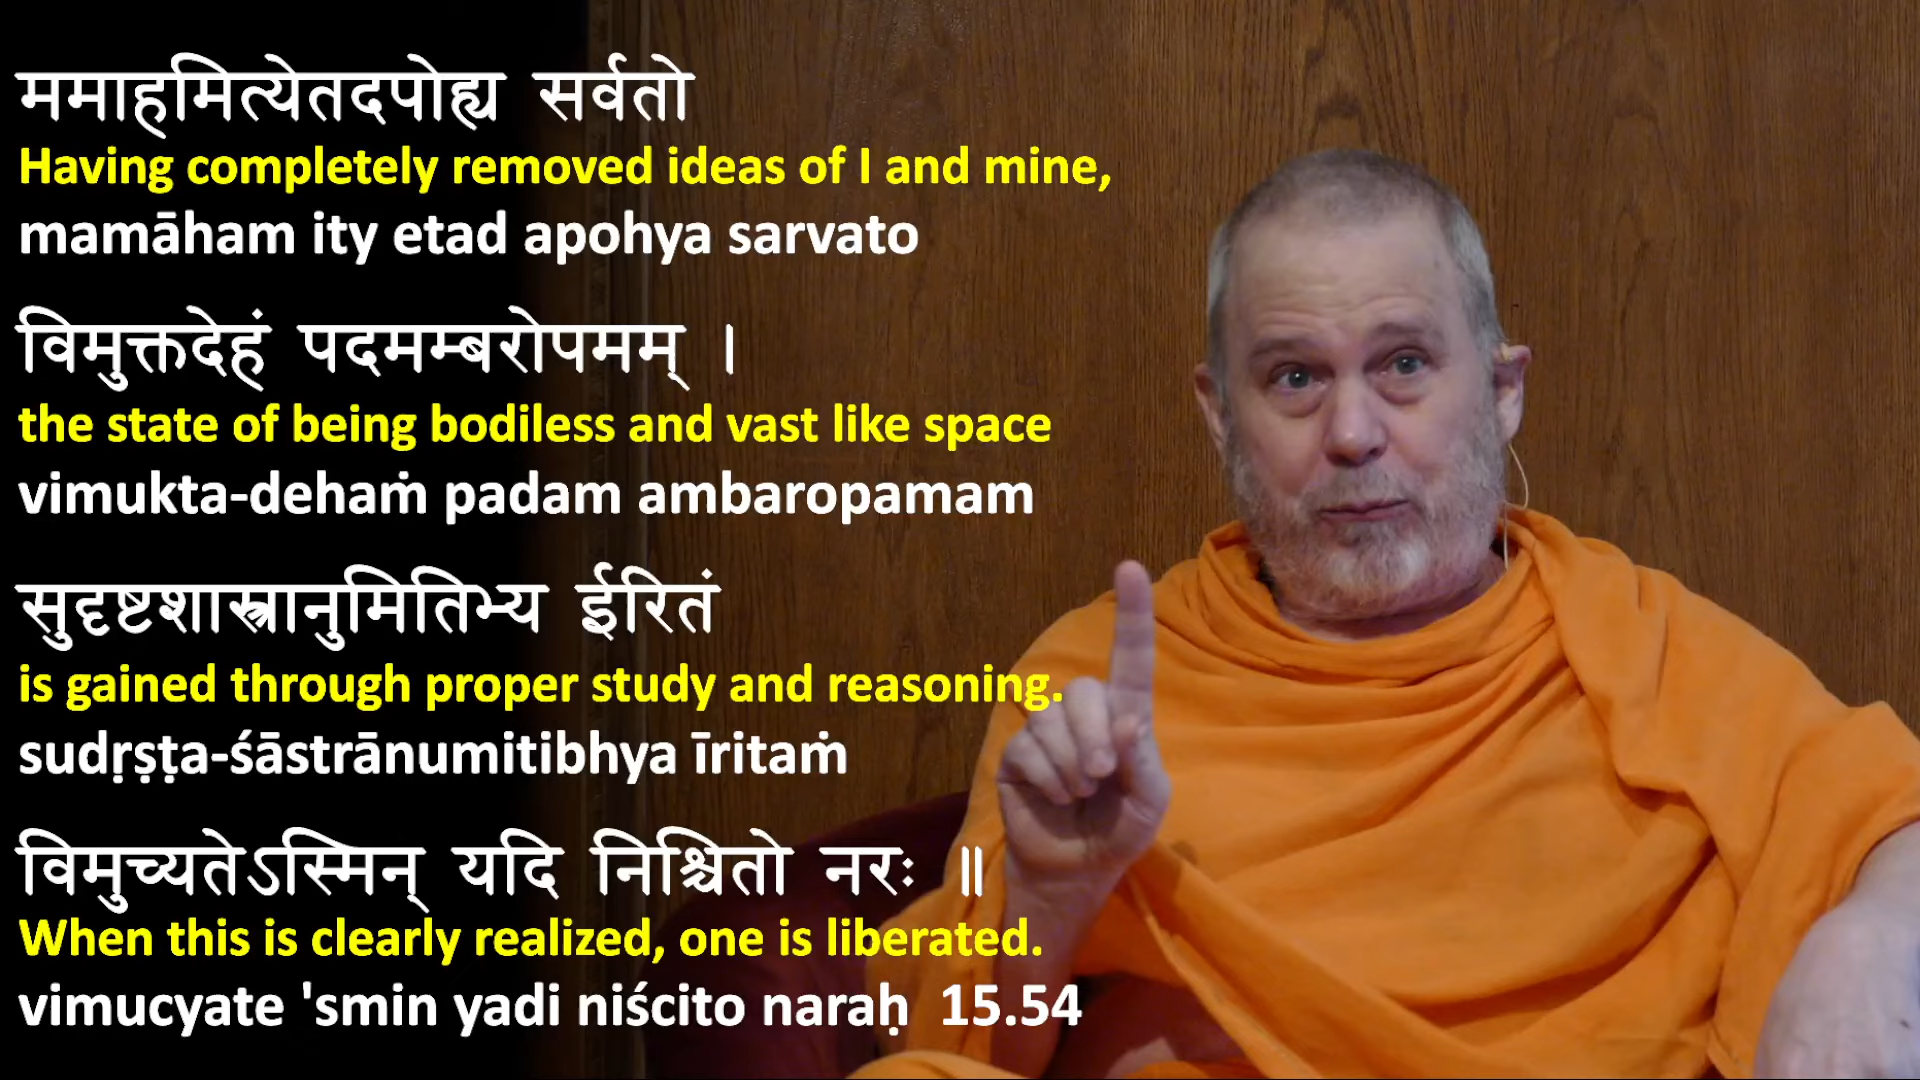 ममाहमित्येतदपोह्य सर्वतो
Having completely removed ideas of I and mine,
mamāham ity etad apohya sarvato
विमुक्तदेहं पदमम्बरोपमम् ।
the state of being bodiless and vast like space
vimukta-dehaṁ padam ambaropamam
सुदृष्टशास्त्रानुमितिभ्य ईरितं
is gained through proper study and reasoning.
sudṛṣṭa-śāstrānumitibhya īritaṁ
विमुच्यतेऽस्मिन् यदि निश्चितो नरः ॥
When this is clearly realized, one is liberated.
vimucyate 'smin yadi niścito naraḥ 15.54